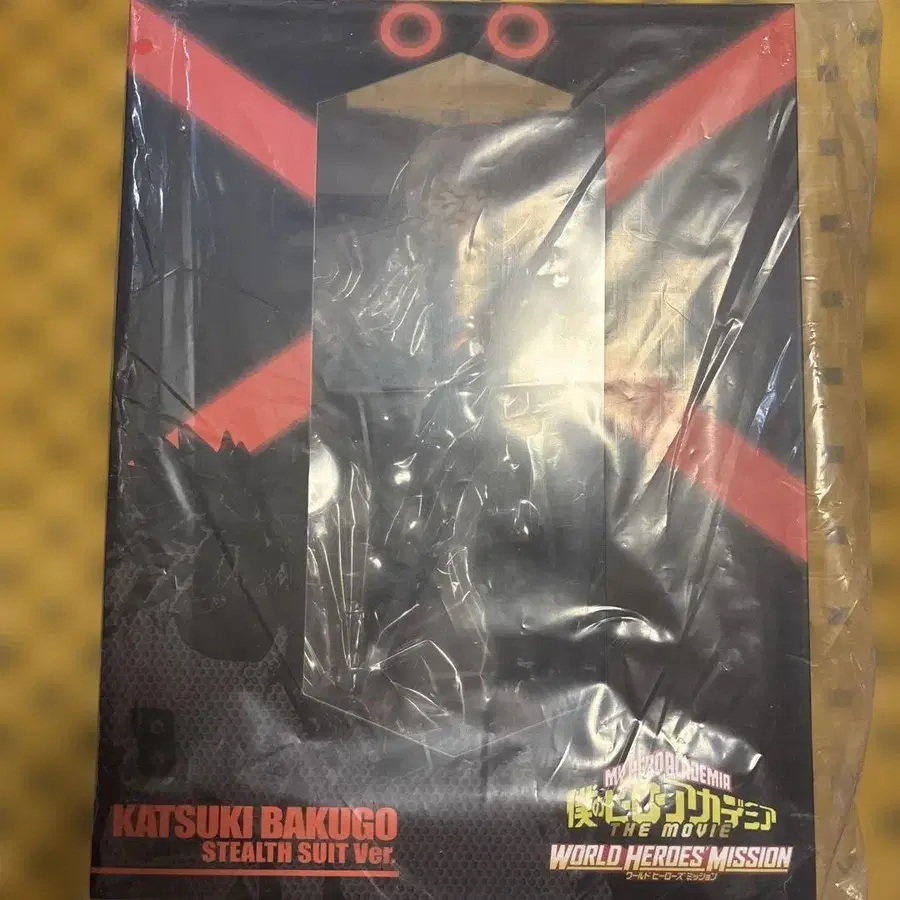 KATSUKI BAKUGO
STEALTH SUIT Ver.
MY HERO ACADEMIA
僕のヒーローアカデミア
THE MOVIE
WORLD HEROES' MISSION
ワールド ヒーローズ ミッション